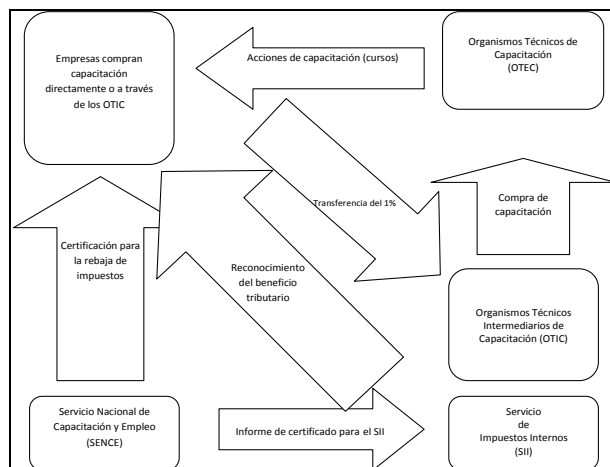 Empresas compran
capacitación
directamente o a través
de los OTIC
Acciones de capacitación (cursos)
Organismos Técnicos de
Capacitación
(OTEC)
Transferencia del 1%
Compra de
capacitación
Certificación para
la rebaja de
impuestos
Reconocimiento
del beneficio
tributario
Organismos Técnicos
Intermediarios de
Capacitación (OTIC)
Servicio Nacional de
Capacitación y Empleo
(SENCE)
Informe de certificado para el SII
Servicio
de
Impuestos Internos
(SII)